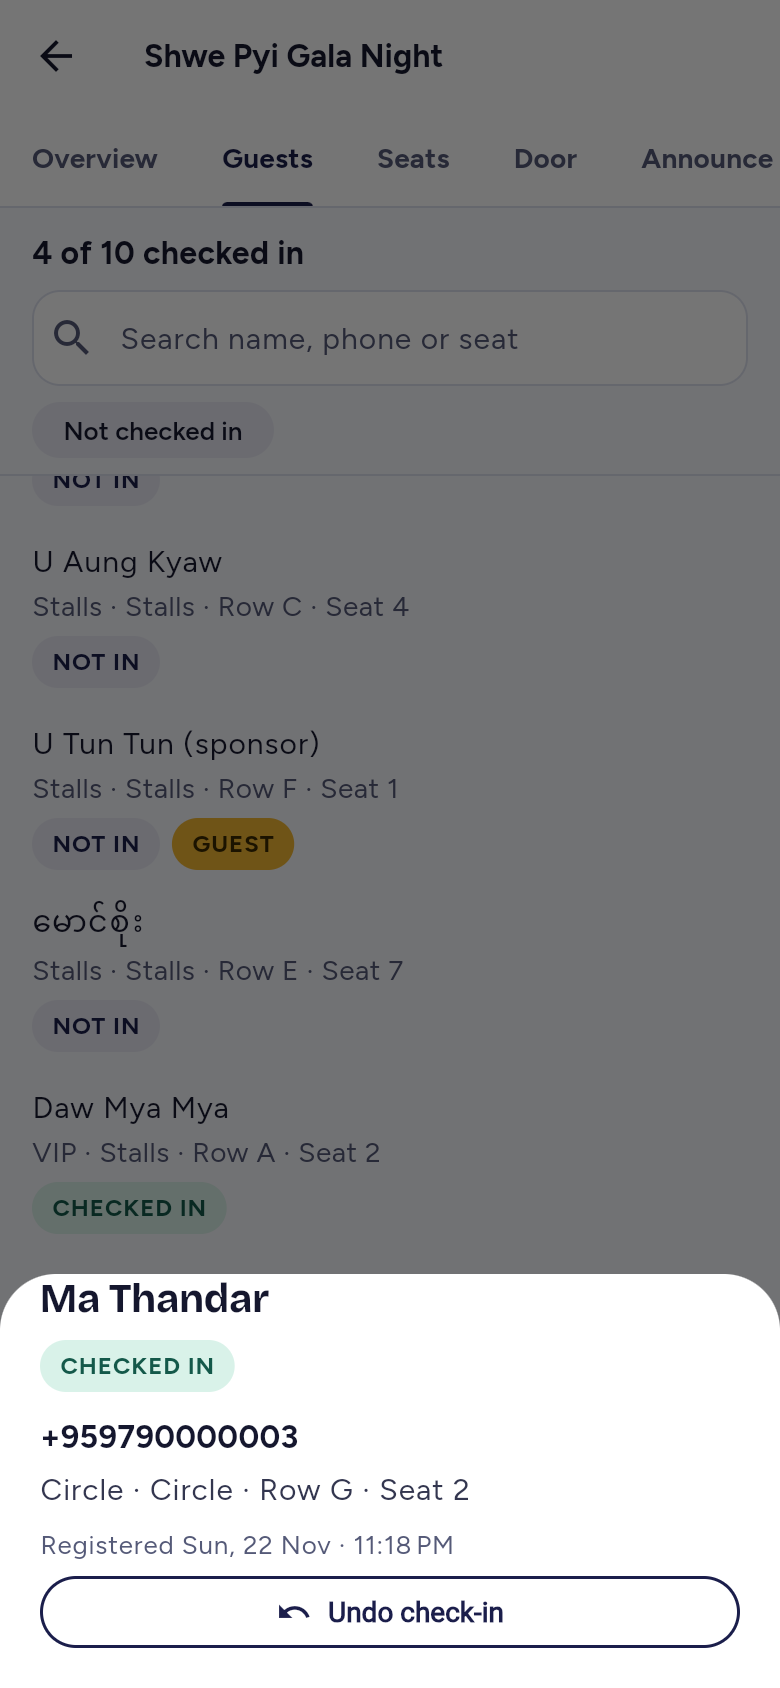 Shwe Pyi Gala Night
Overview Guests Seats Door Announce
4 of 10 checked in
Search name, phone or seat
Not checked in
NOT IN
U Aung Kyaw
Stalls · Stalls · Row C · Seat 4
NOT IN
U Tun Tun (sponsor)
Stalls · Stalls · Row F · Seat 1
NOT IN GUEST
မောင်စိုး
Stalls · Stalls · Row E · Seat 7
NOT IN
Daw Mya Mya
VIP · Stalls · Row A · Seat 2
CHECKED IN
Ma Thandar
CHECKED IN
+959790000003
Circle · Circle · Row G · Seat 2
Registered Sun, 22 Nov · 11:18 PM
Undo check-in